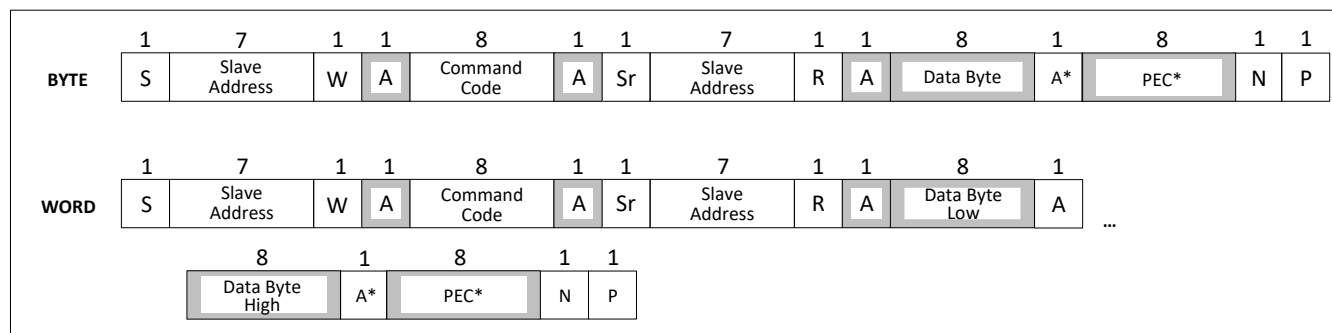 1 7 1 1 8 1 1 7 1 1 8 1 8 1 1
BYTE S Slave Address W A Command Code A Sr Slave Address R A Data Byte A* PEC* N P
1 7 1 1 8 1 1 7 1 1 8 1
WORD S Slave Address W A Command Code A Sr Slave Address R A Data Byte Low A ...
8 1 8 1 1
Data Byte High A* PEC* N P